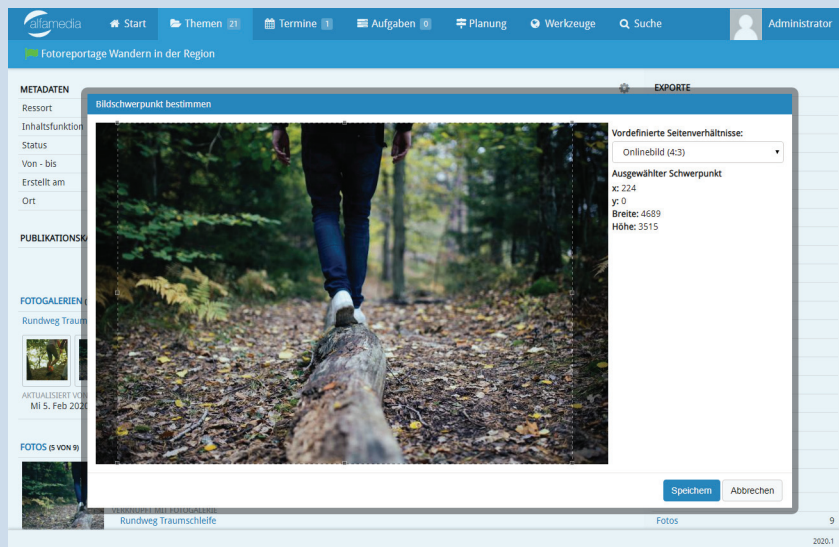 alfamedia
Start
Themen 21
Termine 1
Aufgaben 0
Planung
Werkzeuge
Suche
Administrator
Fotoreportage Wandern in der Region
METADATEN
Ressort
Inhaltsfunktion
Status
Von - bis
Erstellt am
Ort
PUBLIKATIONSK
FOTOGALERIEN
Rundweg Traum
AKTUALISIERT VON
Mi 5. Feb 2020
FOTOS (5 VON 9)
EXPORTE
Bildschwerpunkt bestimmen
Vordefinierte Seitenverhältnisse:
Onlinebild (4:3)
Ausgewählter Schwerpunkt
x: 224
y: 0
Breite: 4689
Höhe: 3515
Speichern
Abbrechen
VERKNÜPFT MIT FOTOGALERIE
Rundweg Traumschleife
Fotos 9
2020.1